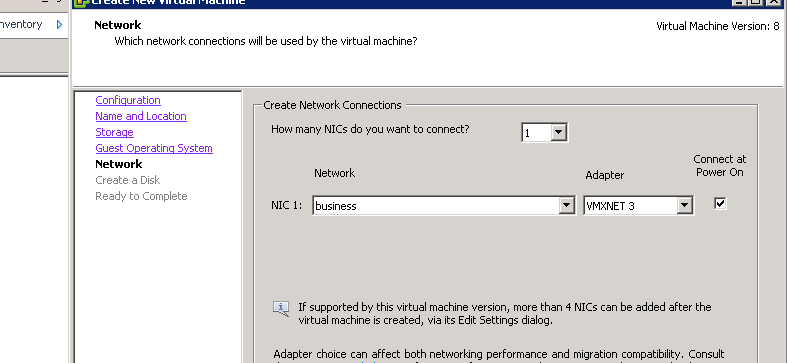 Create New Virtual Machine
nventory
Network
Virtual Machine Version: 8
Which network connections will be used by the virtual machine?
Configuration
Name and Location
Storage
Guest Operating System
Network
Create a Disk
Ready to Complete
Create Network Connections
How many NICs do you want to connect?
1
Network
Adapter
Connect at
Power On
NIC 1:
business
VMXNET 3
If supported by this virtual machine version, more than 4 NICs can be added after the
virtual machine is created, via its Edit Settings dialog.
Adapter choice can affect both networking performance and migration compatibility. Consult